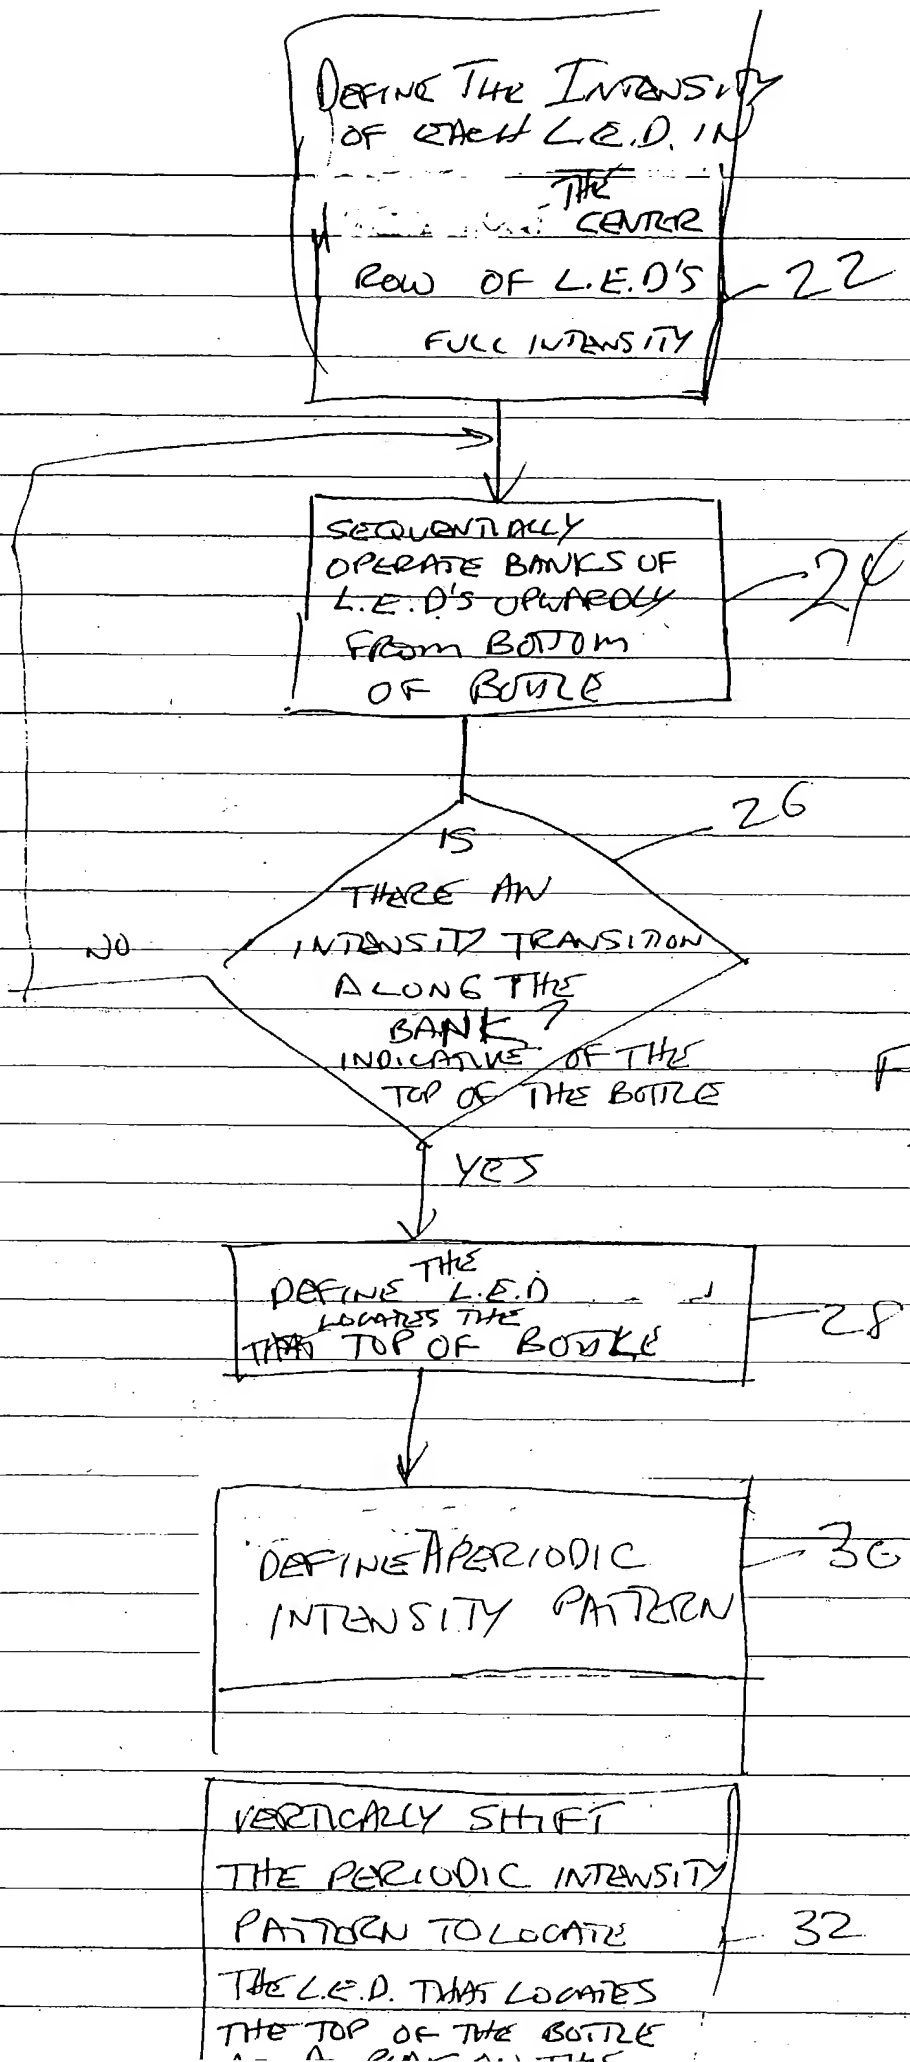 DEFINE THE INTENSITY
OF EACH L.E.D. IN
THE
CENTER
ROW OF L.E.D'S
FULL INTENSITY
22
SEQUENTIALLY
OPERATE BANKS OF
L.E.D'S UPWARDLY
FROM BOTTOM
OF BOTTLE
24
26
IS
THERE AN
INTENSITY TRANSITION
ALONG THE
BANK?
INDICATIVE OF THE
TOP OF THE BOTTLE
NO
F
YES
THE
DEFINE L.E.D
LOCATES THE
THAT TOP OF BOTTLE
28
DEFINE A PERIODIC
INTENSITY PATTERN
30
VERTICALLY SHIFT
THE PERIODIC INTENSITY
PATTERN TO LOCATE
THE L.E.D. THAT LOCATES
THE TOP OF THE BOTTLE
32